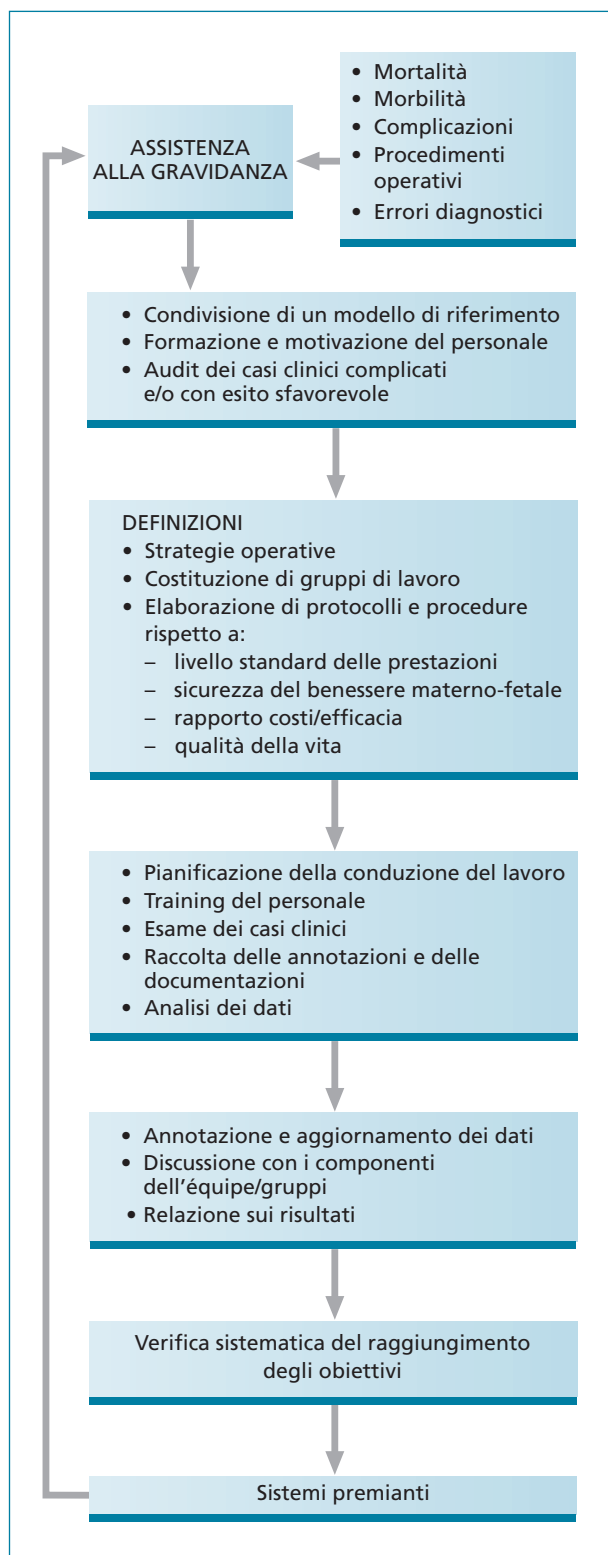 ASSISTENZA
ALLA GRAVIDANZA
• Mortalità
• Morbilità
• Complicazioni
• Procedimenti
operativi
• Errori diagnostici
• Condivisione di un modello di riferimento
• Formazione e motivazione del personale
• Audit dei casi clinici complicati
e/o con esito sfavorevole
DEFINIZIONI
• Strategie operative
• Costituzione di gruppi di lavoro
• Elaborazione di protocolli e procedure
rispetto a:
– livello standard delle prestazioni
– sicurezza del benessere materno-fetale
– rapporto costi/efficacia
– qualità della vita
• Pianificazione della conduzione del lavoro
• Training del personale
• Esame dei casi clinici
• Raccolta delle annotazioni e delle
documentazioni
• Analisi dei dati
• Annotazione e aggiornamento dei dati
• Discussione con i componenti
dell'équipe/gruppi
• Relazione sui risultati
Verifica sistematica del raggiungimento
degli obiettivi
Sistemi premianti